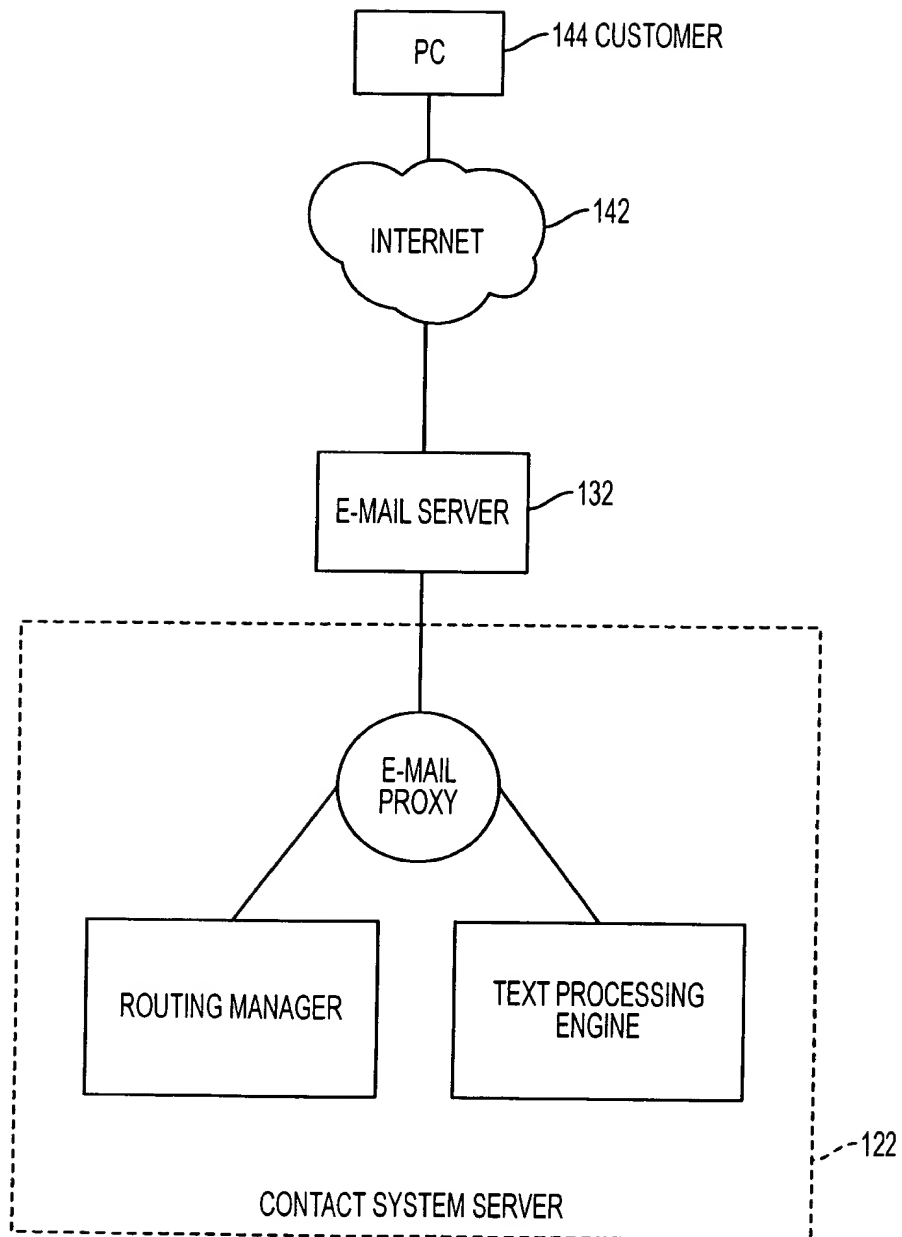 PC
144 CUSTOMER
INTERNET
142
E-MAIL SERVER
132
E-MAIL
PROXY
ROUTING MANAGER
TEXT PROCESSING
ENGINE
122
CONTACT SYSTEM SERVER